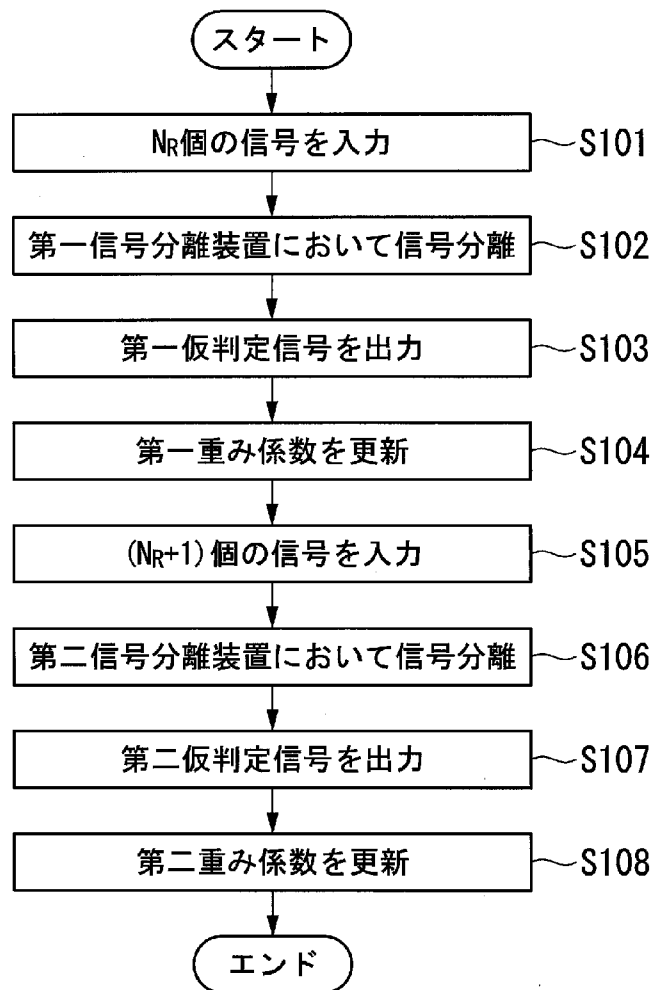 スタート
NR個の信号を入力
S101
第一信号分離装置において信号分離
S102
第一仮判定信号を出力
S103
第一重み係数を更新
S104
(NR+1)個の信号を入力
S105
第二信号分離装置において信号分離
S106
第二仮判定信号を出力
S107
第二重み係数を更新
S108
エンド